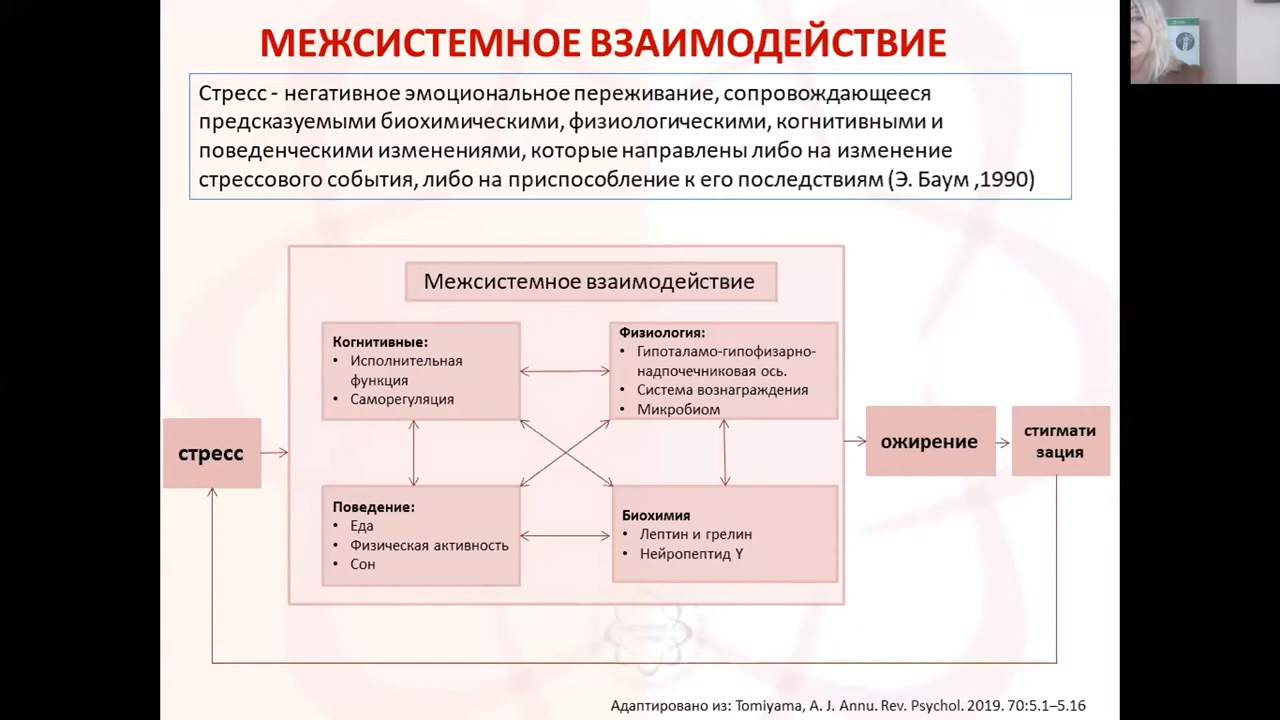 МЕЖСИСТЕМНОЕ ВЗАИМОДЕЙСТВИЕ
Стресс - негативное эмоциональное переживание, сопровождающееся
предсказуемыми биохимическими, физиологическими, когнитивными и
поведенческими изменениями, которые направлены либо на изменение
стрессового события, либо на приспособление к его последствиям (Э. Баум ,1990)
Межсистемное взаимодействие
Когнитивные:
• Исполнительная
функция
• Саморегуляция
Физиология:
• Гипоталамо-гипофизарно-
надпочечниковая ось.
• Система вознаграждения
• Микробиом
стресс
ожирение
стигмати
зация
Поведение:
• Еда
• Физическая активность
• Сон
Биохимия
• Лептин и грелин
• Нейропептид Y
Адаптировано из: Tomiyama, A. J. Annu. Rev. Psychol. 2019. 70:5.1–5.16